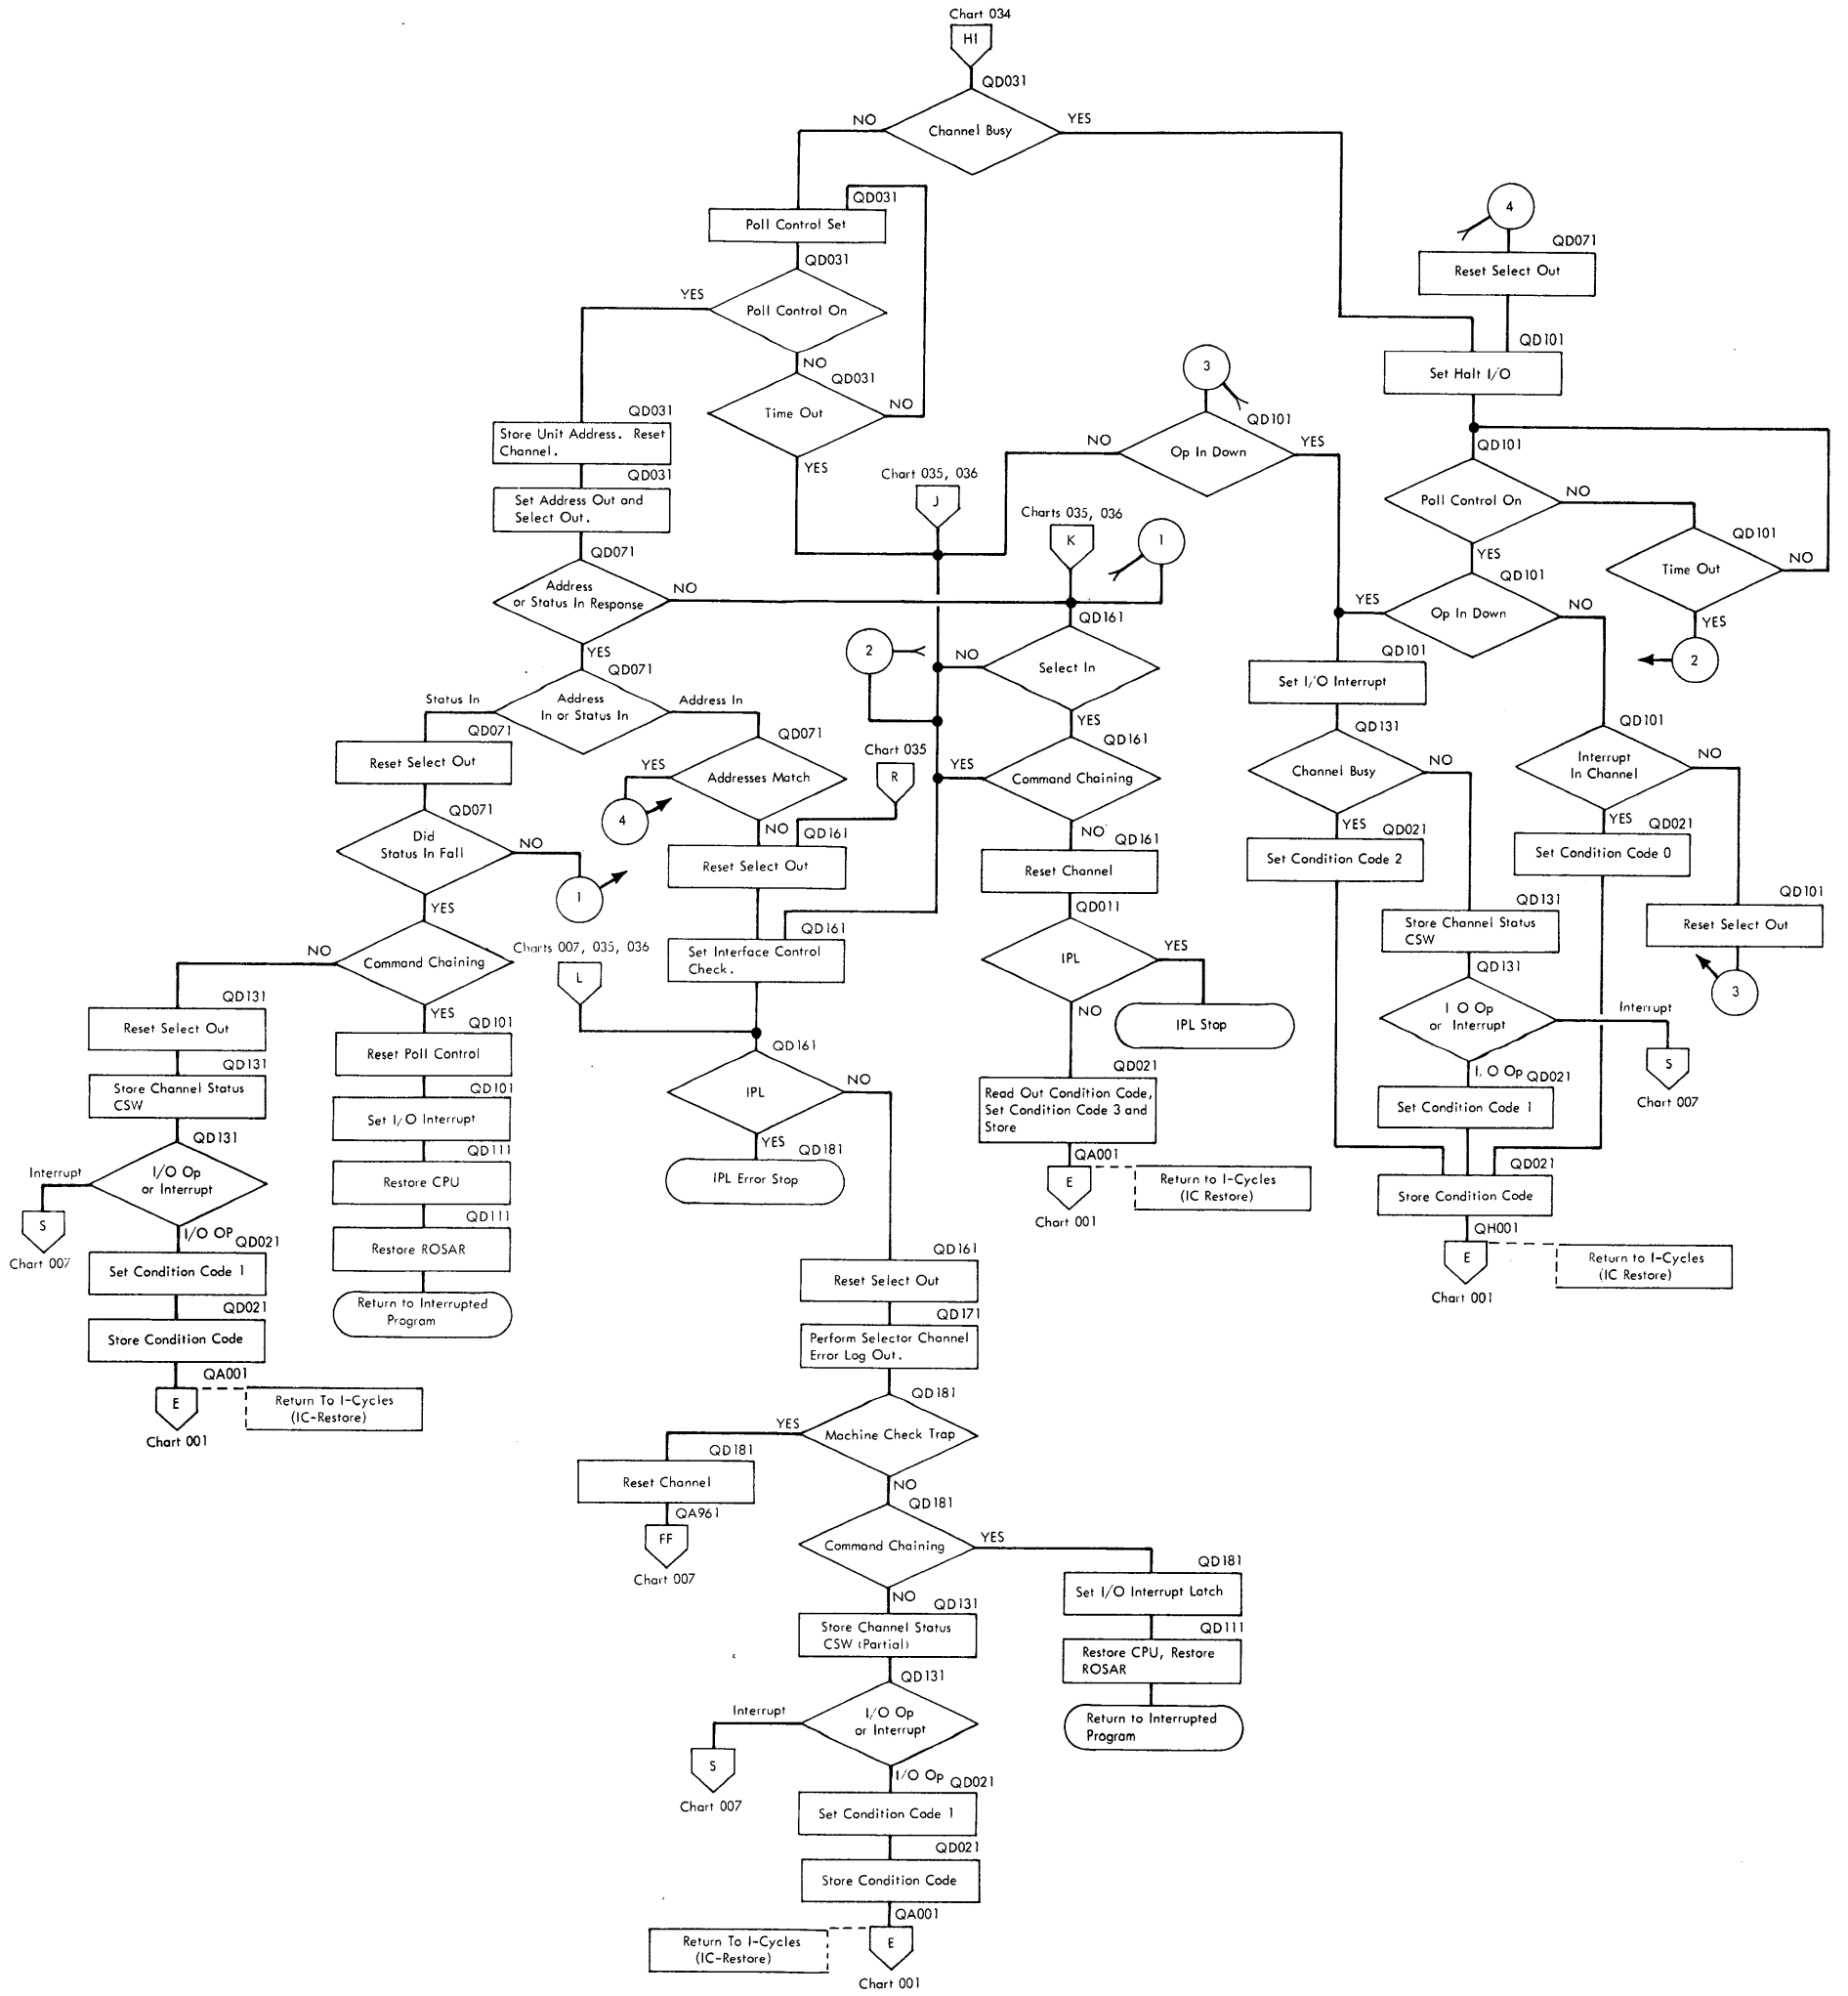 Chart 034
HI
QD031
Channel Busy
NO
YES
QD031
Poll Control Set
QD031
YES
Poll Control On
NO
QD031
Time Out
NO
YES
4
QD071
Reset Select Out
QD101
Set Halt I/O
3
QD101
NO
Op In Down
YES
QD101
Poll Control On
NO
YES
QD101
Time Out
NO
YES
2
QD101
YES
Op In Down
NO
QD031
Store Unit Address. Reset
Channel.
QD031
Set Address Out and
Select Out.
QD071
Address
or Status In Response
NO
YES
Chart 035, 036
J
Charts 035, 036
K
1
QD161
NO
Select In
YES
2
QD071
Status In
Address
In or Status In
Address In
QD071
Reset Select Out
QD071
YES
Addresses Match
NO
4
Chart 035
R
QD161
YES
Command Chaining
NO
QD161
Reset Channel
QD011
IPL
YES
IPL Stop
NO
QD021
Read Out Condition Code,
Set Condition Code 3 and
Store
QA001
E
Return to I-Cycles
(IC Restore)
Chart 001
QD101
Set I/O Interrupt
QD131
Channel Busy
NO
YES
QD021
Set Condition Code 2
QD101
Interrupt
In Channel
NO
YES
QD021
Set Condition Code 0
QD101
Reset Select Out
3
QD131
Store Channel Status
CSW
QD131
I O Op
or Interrupt
Interrupt
S
Chart 007
I. O Op
QD021
Set Condition Code 1
QD021
Store Condition Code
QH001
E
Return to I-Cycles
(IC Restore)
Chart 001
QD071
Did
Status In Fall
NO
1
YES
QD161
Reset Select Out
QD161
Set Interface Control
Check.
Charts 007, 035, 036
L
NO
Command Chaining
YES
QD131
Reset Select Out
QD131
Store Channel Status
CSW
QD131
Interrupt
I/O Op
or Interrupt
S
Chart 007
I/O OP
QD021
Set Condition Code 1
QD021
Store Condition Code
QA001
E
Return To I-Cycles
(IC-Restore)
Chart 001
QD101
Reset Poll Control
QD101
Set I/O Interrupt
QD111
Restore CPU
QD111
Restore ROSAR
Return to Interrupted
Program
QD161
IPL
NO
YES
QD181
IPL Error Stop
QD161
Reset Select Out
QD171
Perform Selector Channel
Error Log Out.
QD181
YES
Machine Check Trap
NO
QD181
Reset Channel
QA961
FF
Chart 007
QD181
Command Chaining
YES
NO
QD181
Set I/O Interrupt Latch
QD111
Restore CPU, Restore
ROSAR
Return to Interrupted
Program
QD131
Store Channel Status
CSW (Partial)
QD131
Interrupt
I/O Op
or Interrupt
S
Chart 007
I/O Op
QD021
Set Condition Code 1
QD021
Store Condition Code
QA001
Return To I-Cycles
(IC-Restore)
E
Chart 001